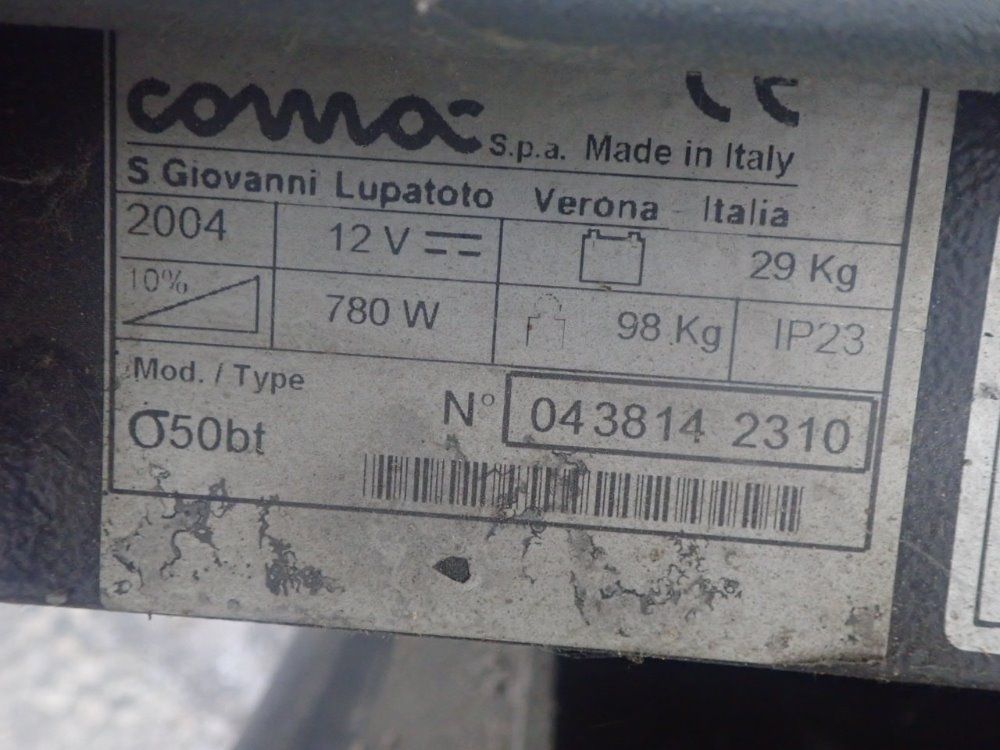 comac
S.p.a. Made in Italy
CE
S.Giovanni Lupatoto Verona Italia
2004 12 V 29 Kg
10% 780 W 98 Kg IP23
Mod. / Type
σ50bt
N° 043814 2310